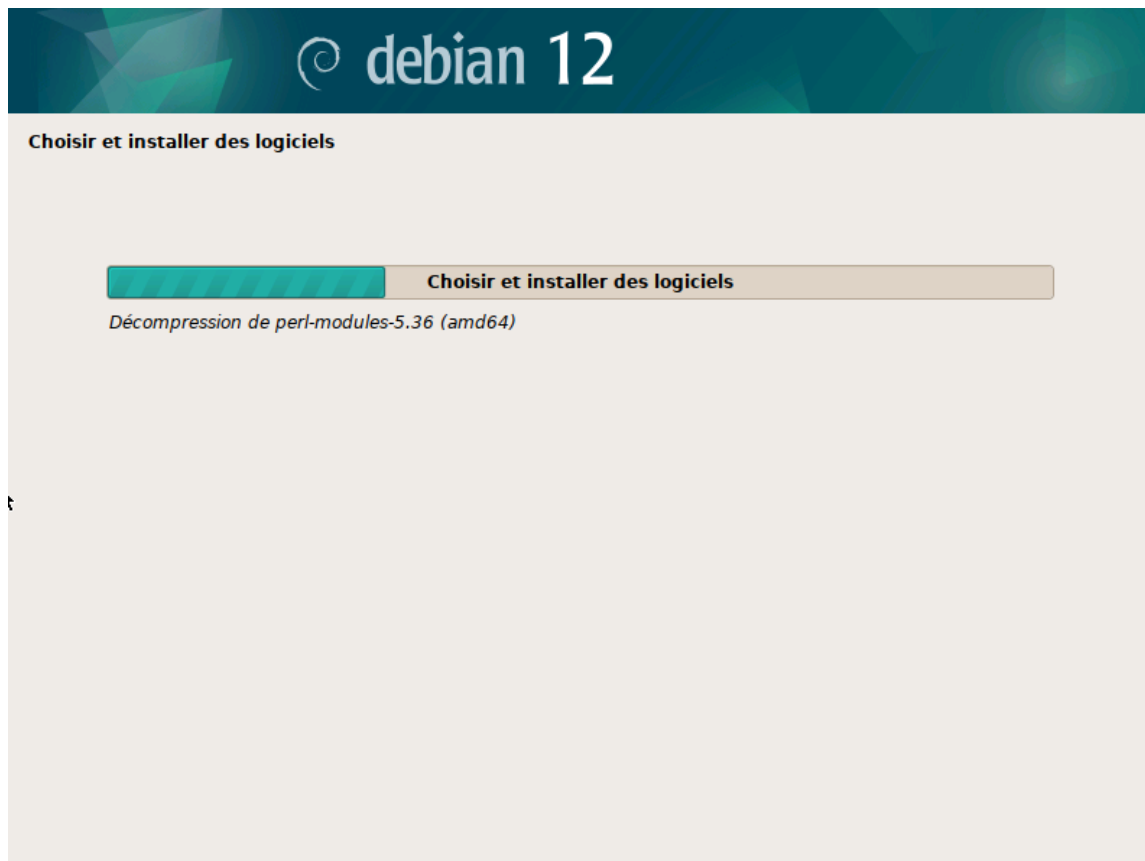 debian 12
Choisir et installer des logiciels
Choisir et installer des logiciels
Décompression de perl-modules-5.36 (amd64)